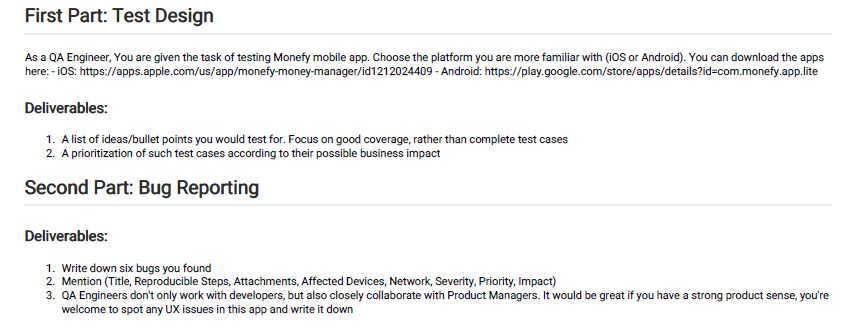 First Part: Test Design
As a QA Engineer, You are given the task of testing Monefy mobile app. Choose the platform you are more familiar with (iOS or Android). You can download the apps
here: - iOS: https://apps.apple.com/us/app/monefy-money-manager/id1212024409 - Android: https://play.google.com/store/apps/details?id=com.monefy.app.lite
Deliverables:
1. A list of ideas/bullet points you would test for. Focus on good coverage, rather than complete test cases
2. A prioritization of such test cases according to their possible business impact
Second Part: Bug Reporting
Deliverables:
1. Write down six bugs you found
2. Mention (Title, Reproducible Steps, Attachments, Affected Devices, Network, Severity, Priority, Impact)
3. QA Engineers don't only work with developers, but also closely collaborate with Product Managers. It would be great if you have a strong product sense, you're
welcome to spot any UX issues in this app and write it down